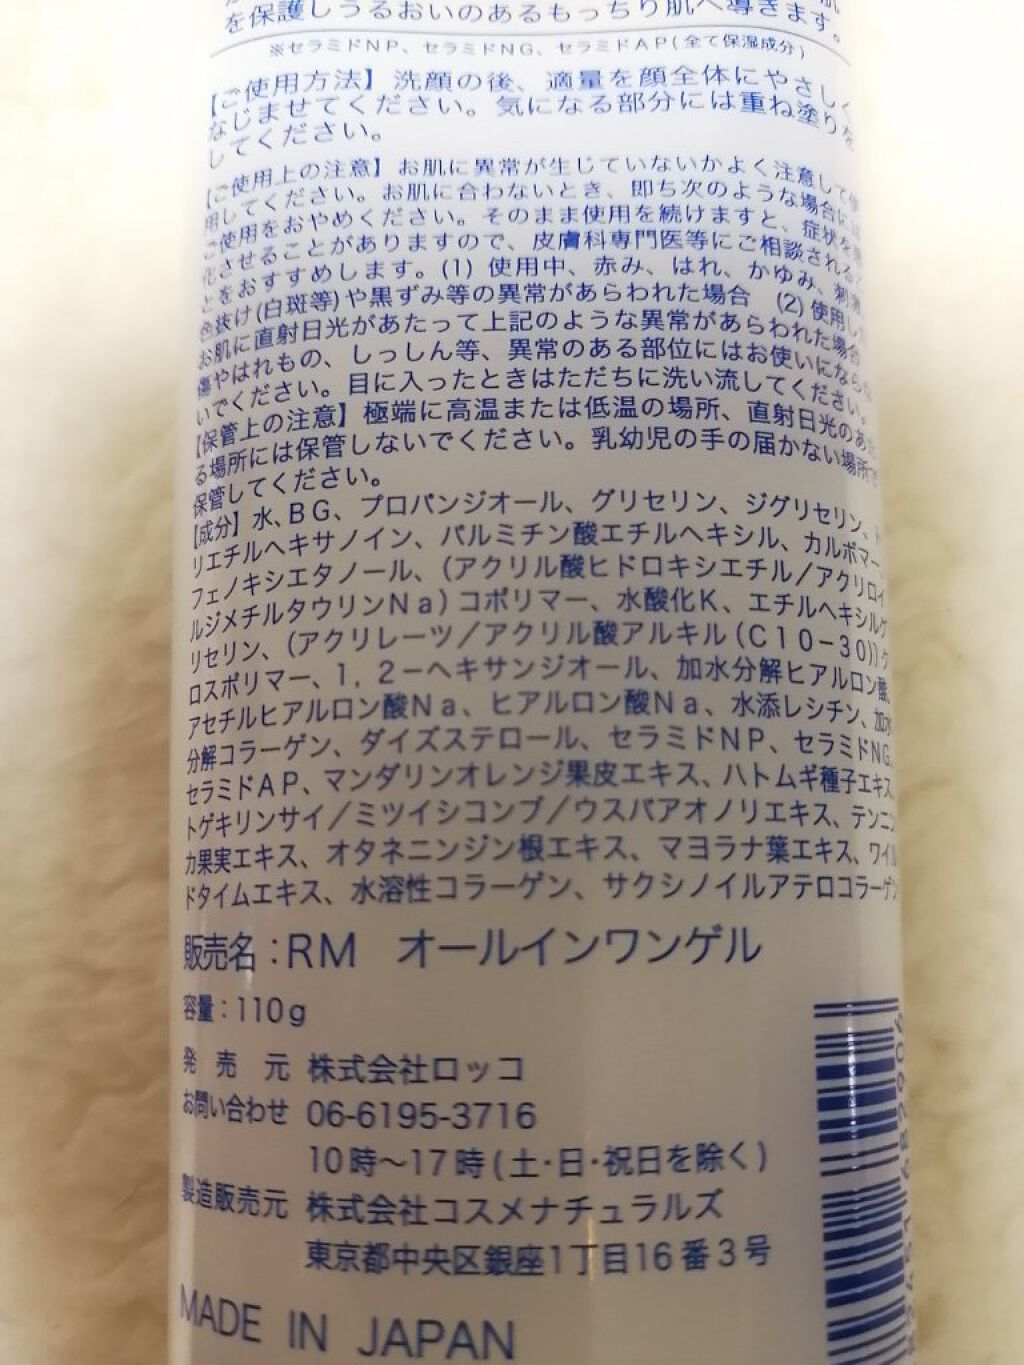 を保護しうるおいのあるもっちり肌へ導きます。
※セラミドNP、セラミドNG、セラミドAP(全て保湿成分)
【ご使用方法】洗顔の後、適量を顔全体にやさしく
なじませてください。気になる部分には重ね塗りを
してください。
【ご使用上の注意】お肌に異常が生じていないかよく注意して使
用してください。お肌に合わないとき、即ち次のような場合には
ご使用をおやめください。そのまま使用を続けますと、症状を
化させることがありますので、皮膚科専門医等にご相談される
とをおすすめします。(1) 使用中、赤み、はれ、かゆみ、刺激
色抜け(白斑等)や黒ずみ等の異常があらわれた場合 (2) 使用した
お肌に直射日光があたって上記のような異常があらわれた場合
傷やはれもの、しっしん等、異常のある部位にはお使いにならな
いでください。目に入ったときはただちに洗い流してください。
【保管上の注意】極端に高温または低温の場所、直射日光のあた
る場所には保管しないでください。乳幼児の手の届かない場所で
保管してください。
【成分】水、BG、プロパンジオール、グリセリン、ジグリセリン、ト
リエチルヘキサノイン、パルミチン酸エチルヘキシル、カルボマー、
フェノキシエタノール、(アクリル酸ヒドロキシエチル/アクリロイ
ルジメチルタウリンNa)コポリマー、水酸化K、エチルヘキシルグ
リセリン、(アクリレーツ/アクリル酸アルキル(C10-30))ク
ロスポリマー、1,2-ヘキサンジオール、加水分解ヒアルロン酸、
アセチルヒアルロン酸Na、ヒアルロン酸Na、水添レシチン、加水
分解コラーゲン、ダイズステロール、セラミドNP、セラミドNG、
セラミドAP、マンダリンオレンジ果皮エキス、ハトムギ種子エキス、
トゲキリンサイ/ミツイシコンブ/ウスバアオノリエキス、テンニン
カ果実エキス、オタネニンジン根エキス、マヨラナ葉エキス、ワイル
ドタイムエキス、水溶性コラーゲン、サクシノイルアテロコラーゲン
販売名:RM オールインワンゲル
容量:110g
発売元 株式会社ロッコ
お問い合わせ 06-6195-3716
10時〜17時(土・日・祝日を除く)
製造販売元 株式会社コスメナチュラルズ
東京都中央区銀座1丁目16番3号
MADE IN JAPAN